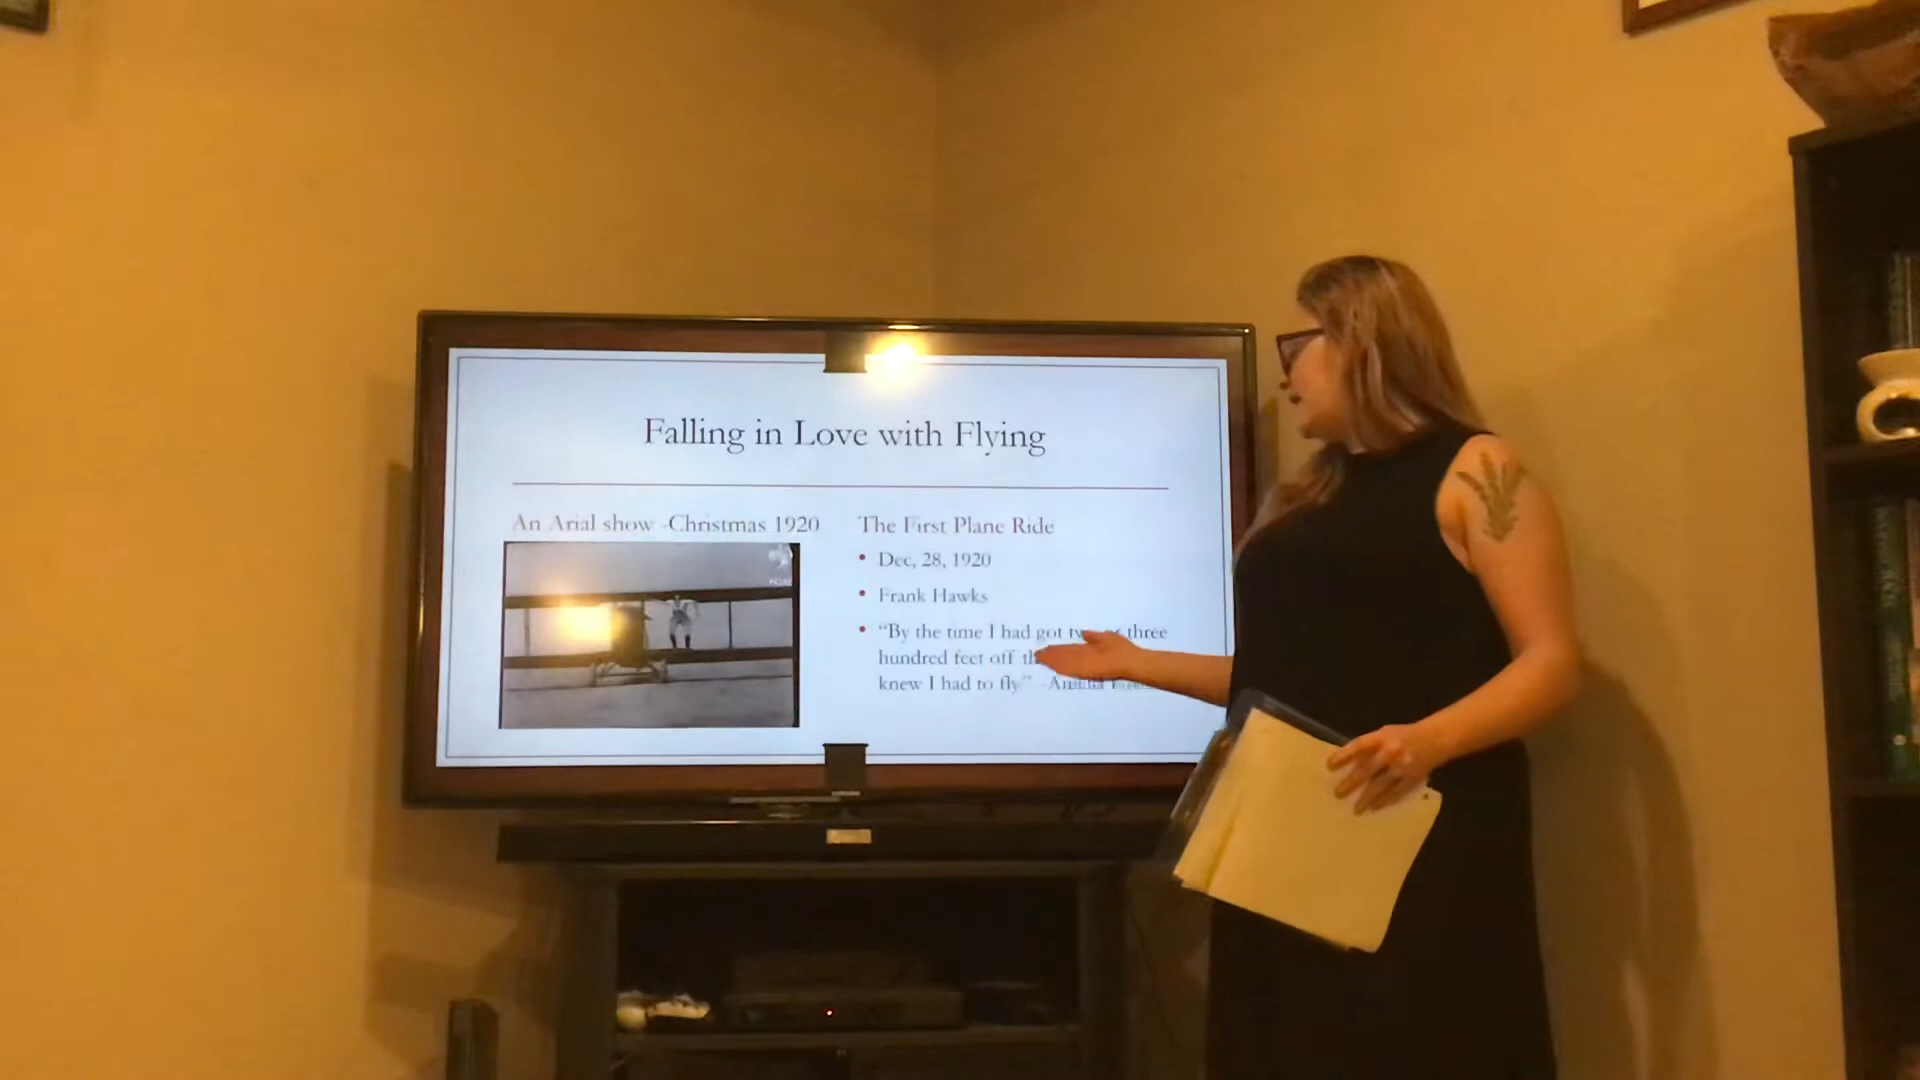 Falling in Love with Flying
An Arial show -Christmas 1920
The First Plane Ride
• Dec, 28, 1920
• Frank Hawks
• “By the time I had got three
hundred feet off
knew I had to fly”